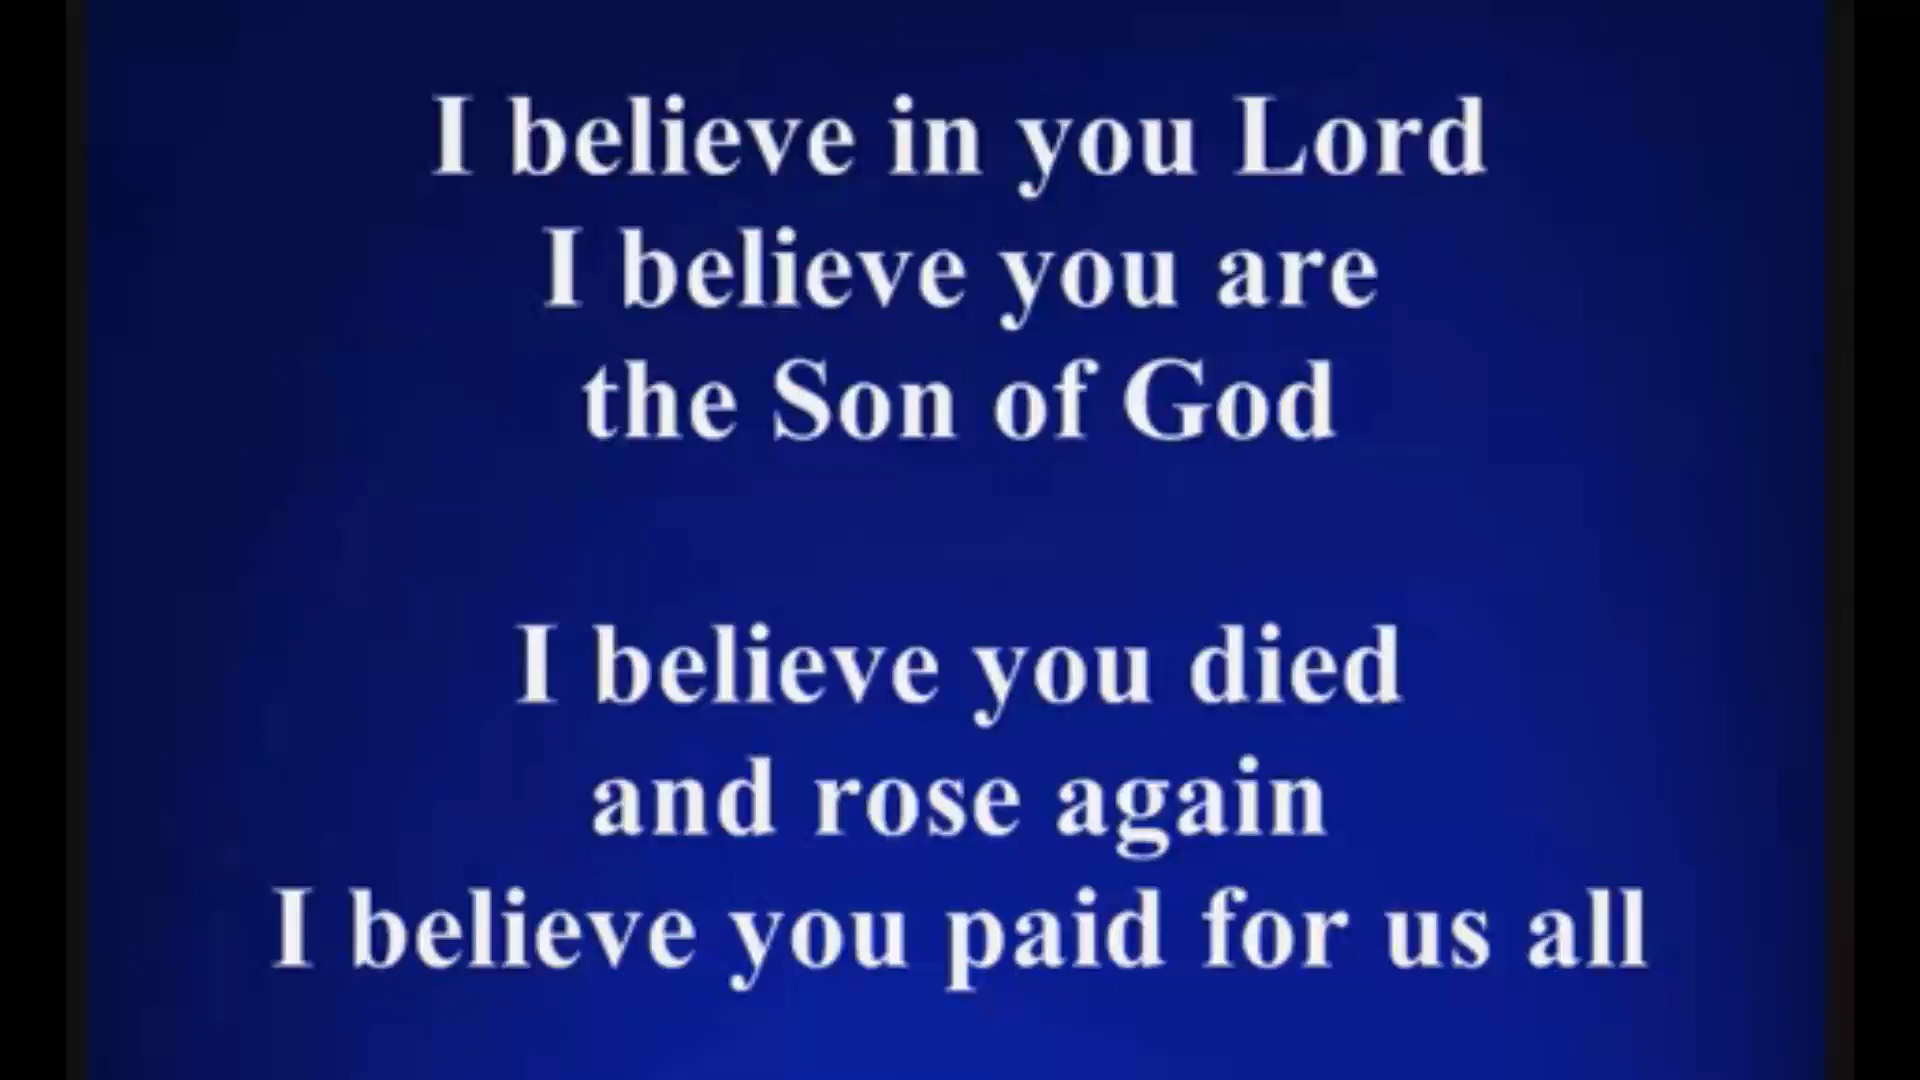 I believe in you Lord
I believe you are
the Son of God
I believe you died
and rose again
I believe you paid for us all